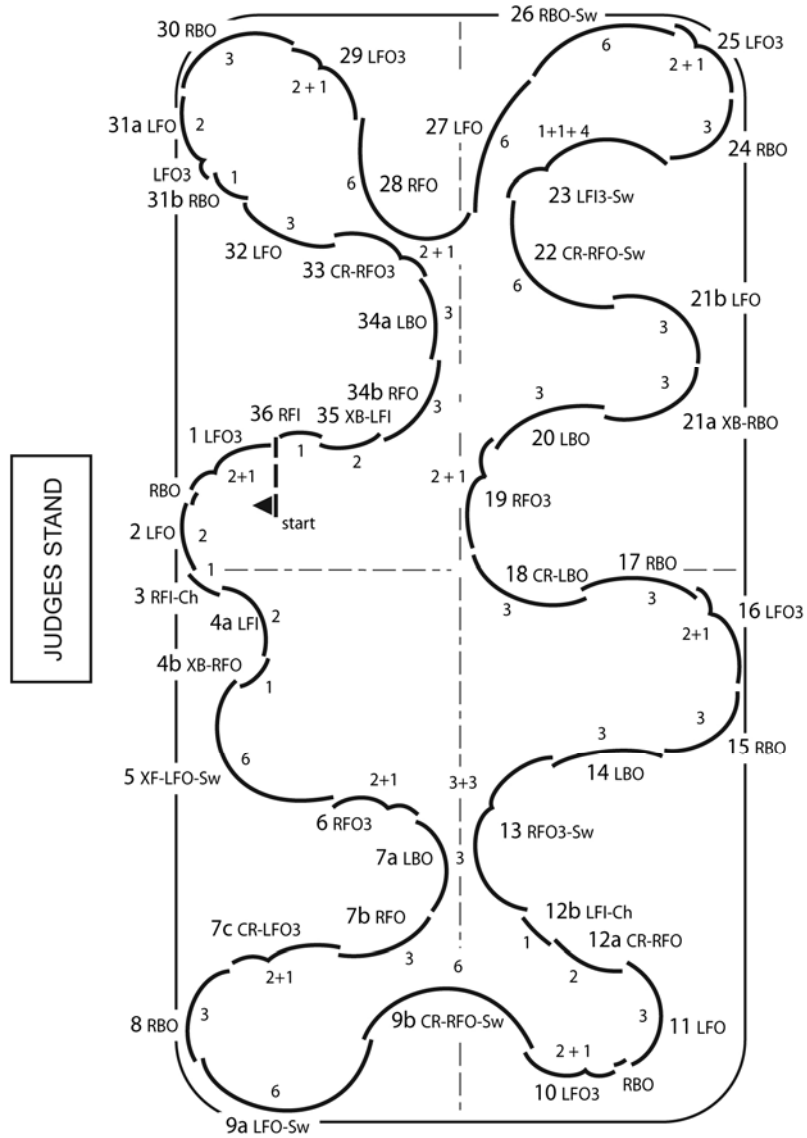 26 RBO-Sw
30 RBO
3
29 LFO3
2 + 1
6
25 LFO3
2 + 1
31a LFO
2
27 LFO
6
1+1+ 4
3
24 RBO
LFO3
1
31b RBO
6
28 RFO
23 LFI3-Sw
3
32 LFO
2 + 1
33 CR-RFO3
22 CR-RFO-Sw
6
21b LFO
34a LBO
3
3
34b RFO
3
3
3
21a XB-RBO
36 RFI
35 XB-LFI
1
2
20 LBO
1 LFO3
2+1
RBO
start
2 + 1
19 RFO3
2 LFO
2
JUDGES STAND
1
3 RFI-Ch
18 CR-LBO
3
17 RBO
3
16 LFO3
2+1
4a LFI
2
4b XB-RFO
1
5 XF-LFO-Sw
6
3
15 RBO
3
14 LBO
2+1
6 RFO3
3+3
13 RFO3-Sw
7a LBO
3
7b RFO
3
12b LFI-Ch
1
12a CR-RFO
2
7c CR-LFO3
2+1
6
8 RBO
3
9b CR-RFO-Sw
3
11 LFO
2 + 1
10 LFO3
RBO
6
9a LFO-Sw